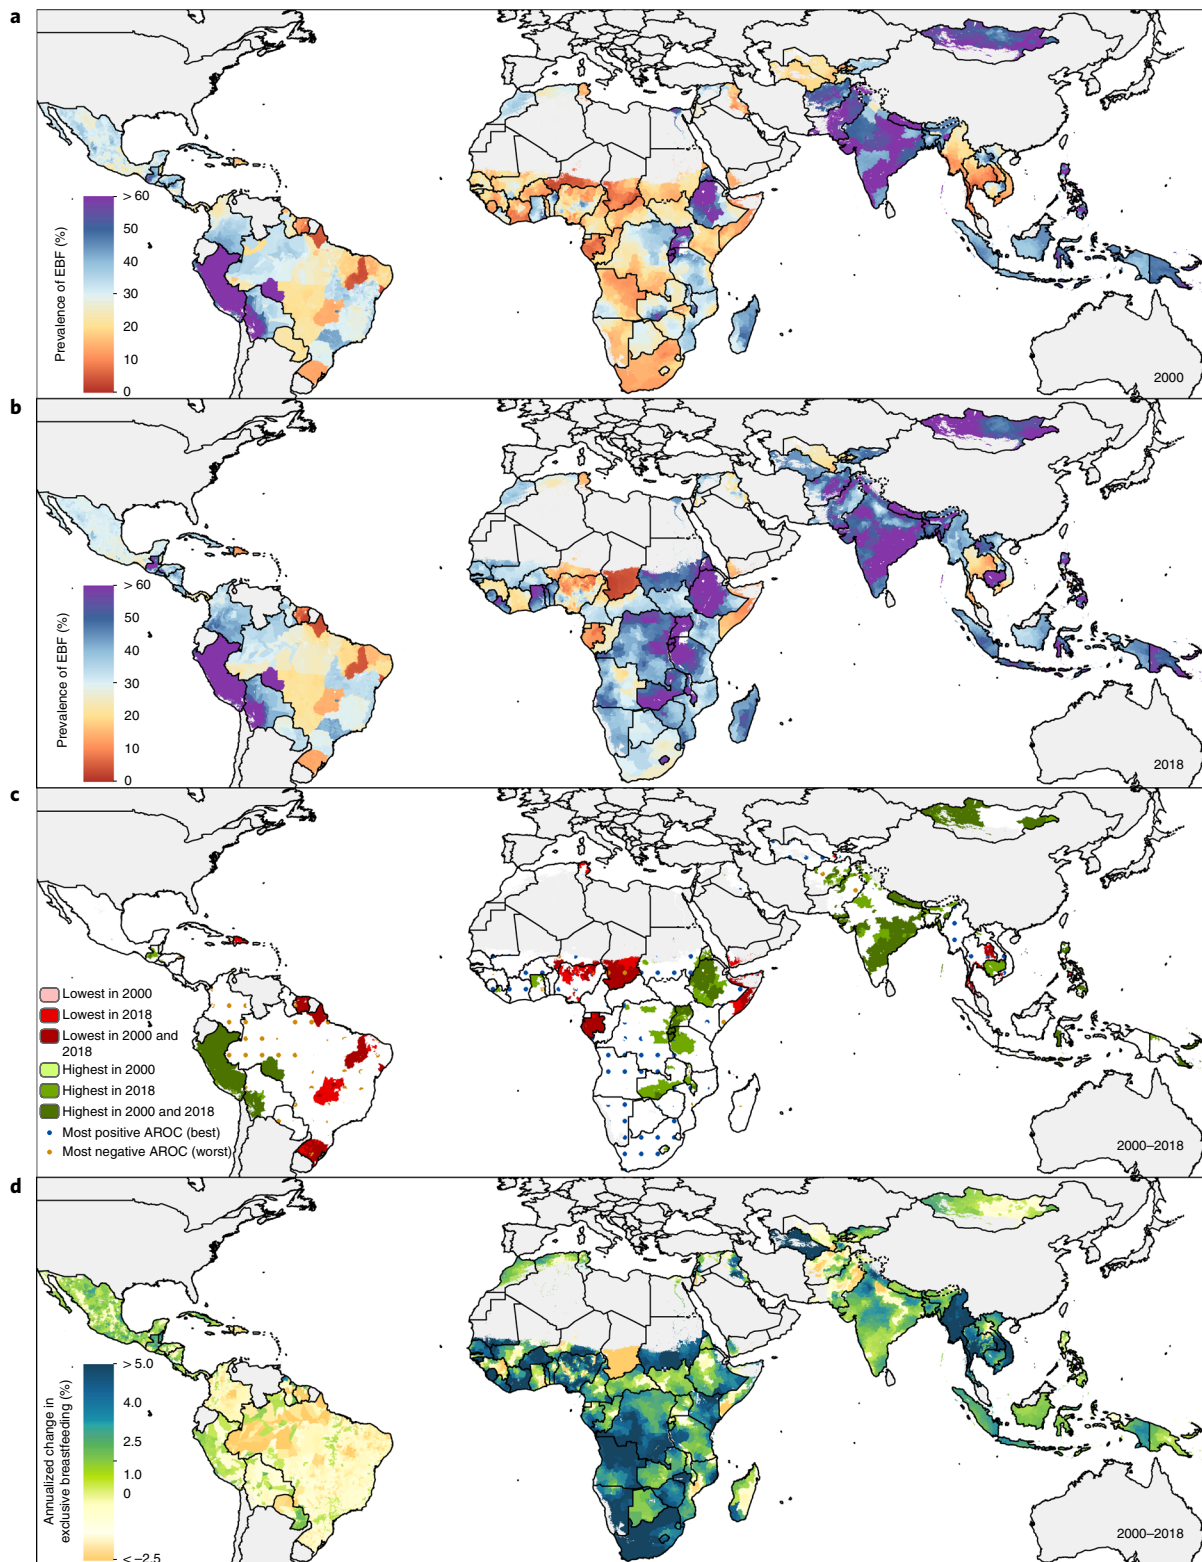 a
> 60
50
40
30
20
10
0
Prevalence of EBF (%)
2000
b
> 60
50
40
30
20
10
0
Prevalence of EBF (%)
2018
c
Lowest in 2000
Lowest in 2018
Lowest in 2000 and
2018
Highest in 2000
Highest in 2018
Highest in 2000 and 2018
Most positive AROC (best)
Most negative AROC (worst)
2000–2018
d
> 5.0
4.0
2.5
1.0
0
< –2.5
Annualized change in
exclusive breastfeeding (%)
2000–2018